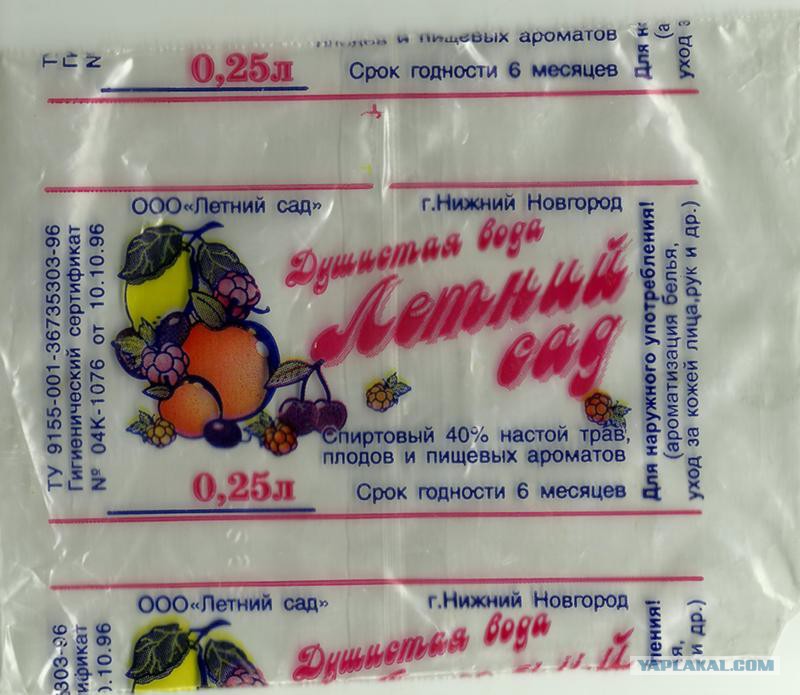 плодов и пищевых ароматов
0,25л
Срок годности 6 месяцев
ООО «Летний сад»
г.Нижний Новгород
Душистая вода
Летний
сад
Спиртовый 40% настой трав,
плодов и пищевых ароматов
0,25л
Срок годности 6 месяцев
ТУ 9155-001-36735303-96
Гигиенический сертификат
№ 04К-1076 от 10.10.96
Для наружного употребления!
(ароматизация белья,
уход за кожей лица,рук и др.)
ООО «Летний сад»
г.Нижний Новгород
Душистая вода
YAPLAKAL.COM